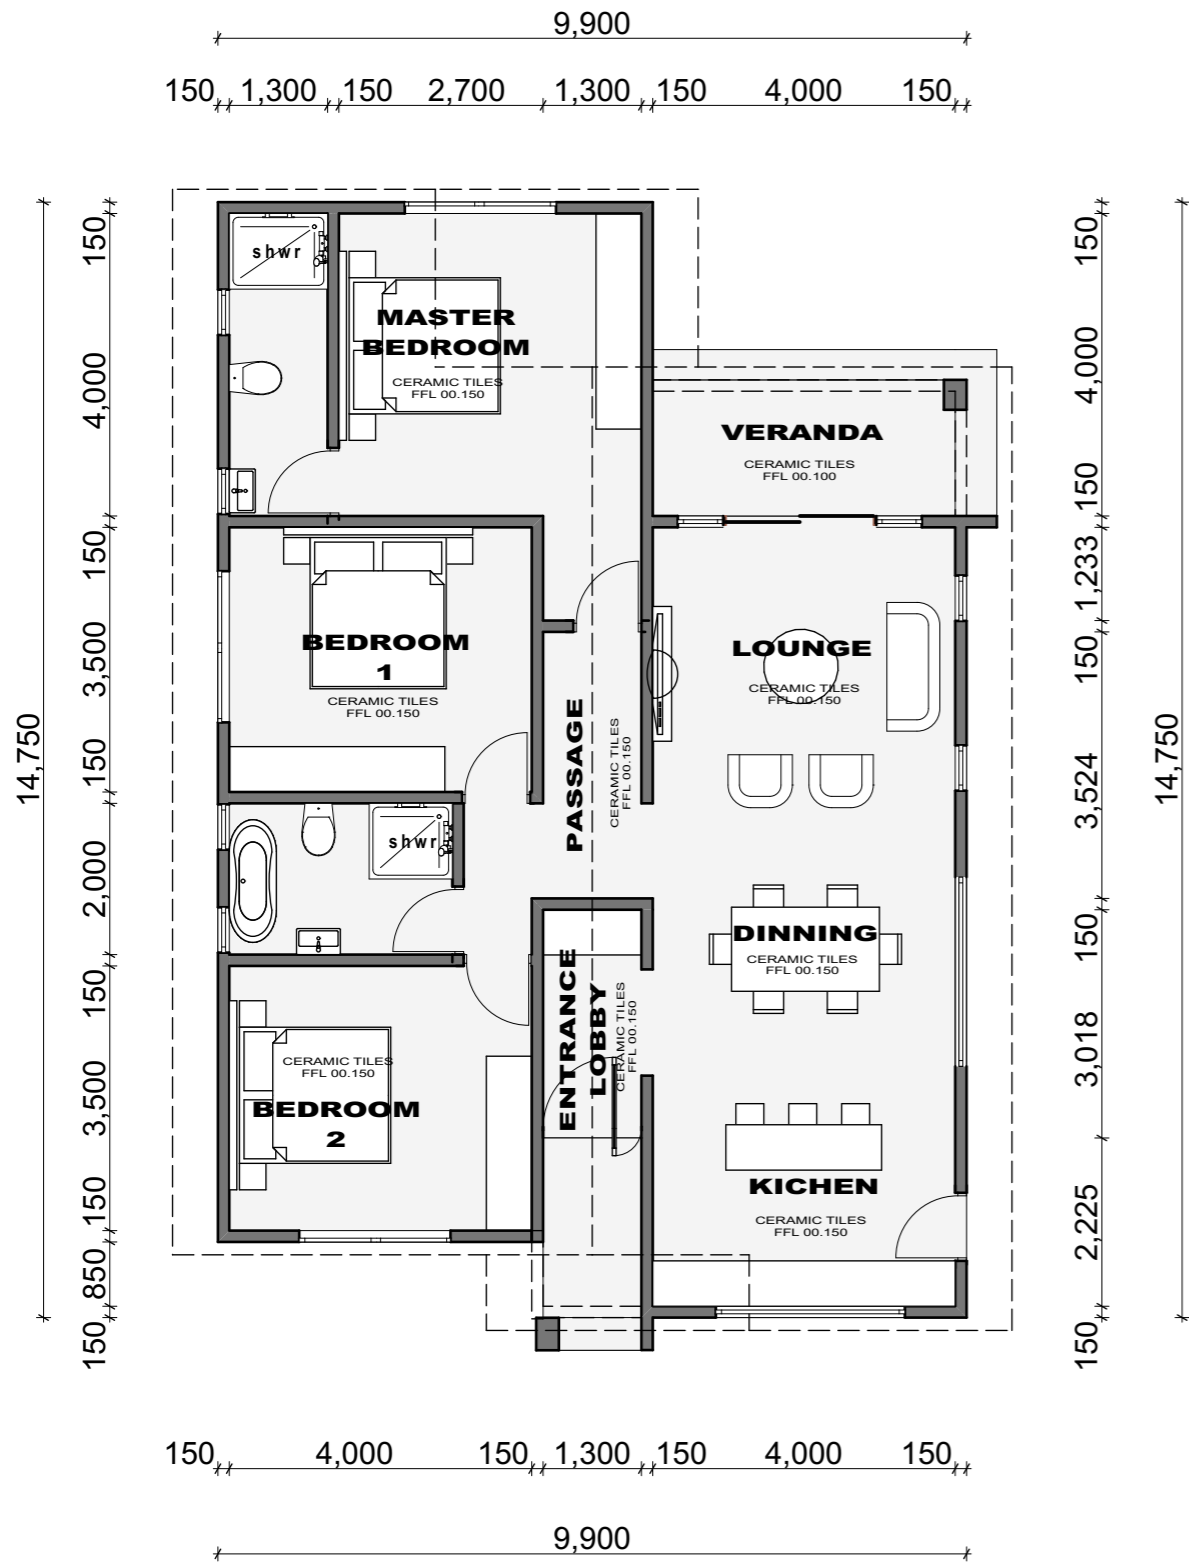 9,900
150 1,300 150 2,700 1,300 150 4,000 150
150
4,000
150
3,500
150
2,000
150
3,500
150
850
150
14,750
shwr
MASTER
BEDROOM
CERAMIC TILES
FFL 00.150
VERANDA
CERAMIC TILES
FFL 00.100
BEDROOM
1
CERAMIC TILES
FFL 00.150
PASSAGE
CERAMIC TILES
FFL 00.150
LOUNGE
CERAMIC TILES
FFL 00.150
shwr
DINNING
CERAMIC TILES
FFL 00.150
ENTRANCE
LOBBY
CERAMIC TILES
FFL 00.150
CERAMIC TILES
FFL 00.150
BEDROOM
2
KICHEN
CERAMIC TILES
FFL 00.150
150
4,000
150
1,233
150
3,524
150
3,018
2,225
150
14,750
150 4,000 150 1,300 150 4,000 150
9,900